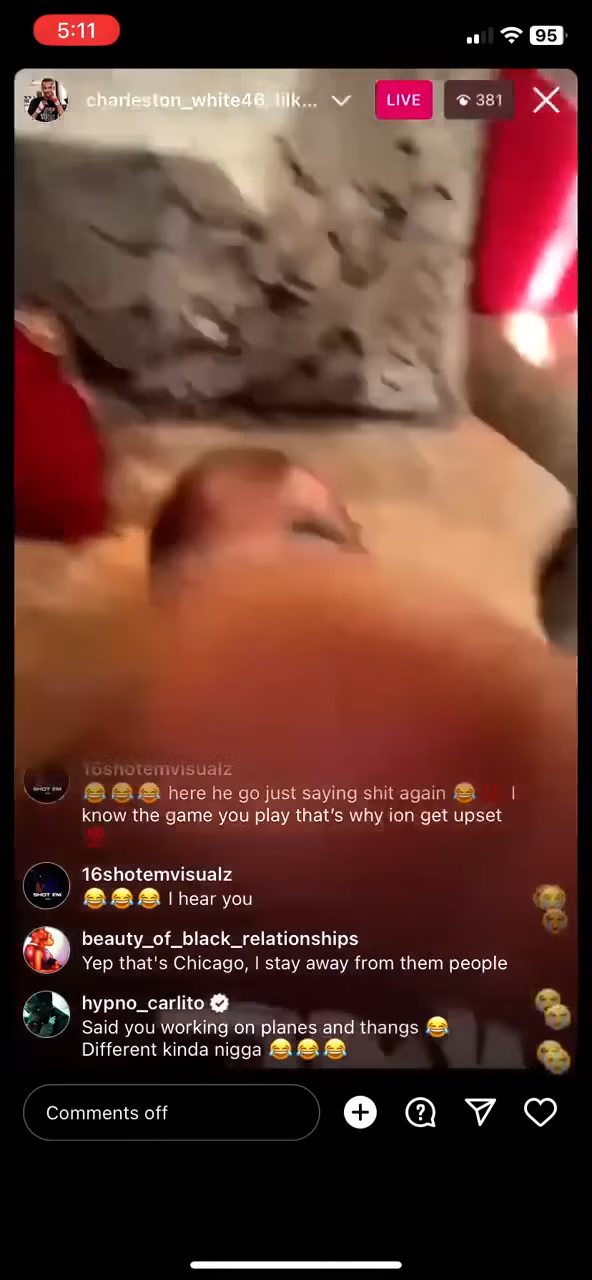 5:11
95
charleston_white46, lilk...
LIVE
381
16shotemvisualz
😂😂😂 here he go just saying shit again 😂 ‼️ I
know the game you play that's why ion get upset
💯
16shotemvisualz
😂😂😂 I hear you
beauty_of_black_relationships
Yep that's Chicago, I stay away from them people
hypno_carlito
Said you working on planes and thangs 😂
Different kinda nigga 😂😂😂
Comments off